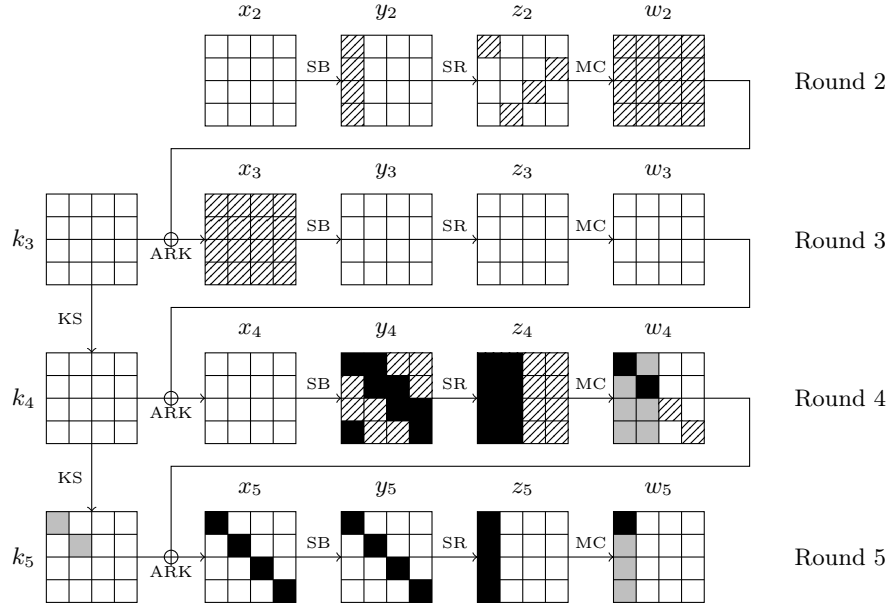 x2 y2 z2 w2
SB SR MC Round 2
x3 y3 z3 w3
k3 ARK SB SR MC Round 3
KS
x4 y4 z4 w4
k4 ARK SB SR MC Round 4
KS
x5 y5 z5 w5
k5 ARK SB SR MC Round 5